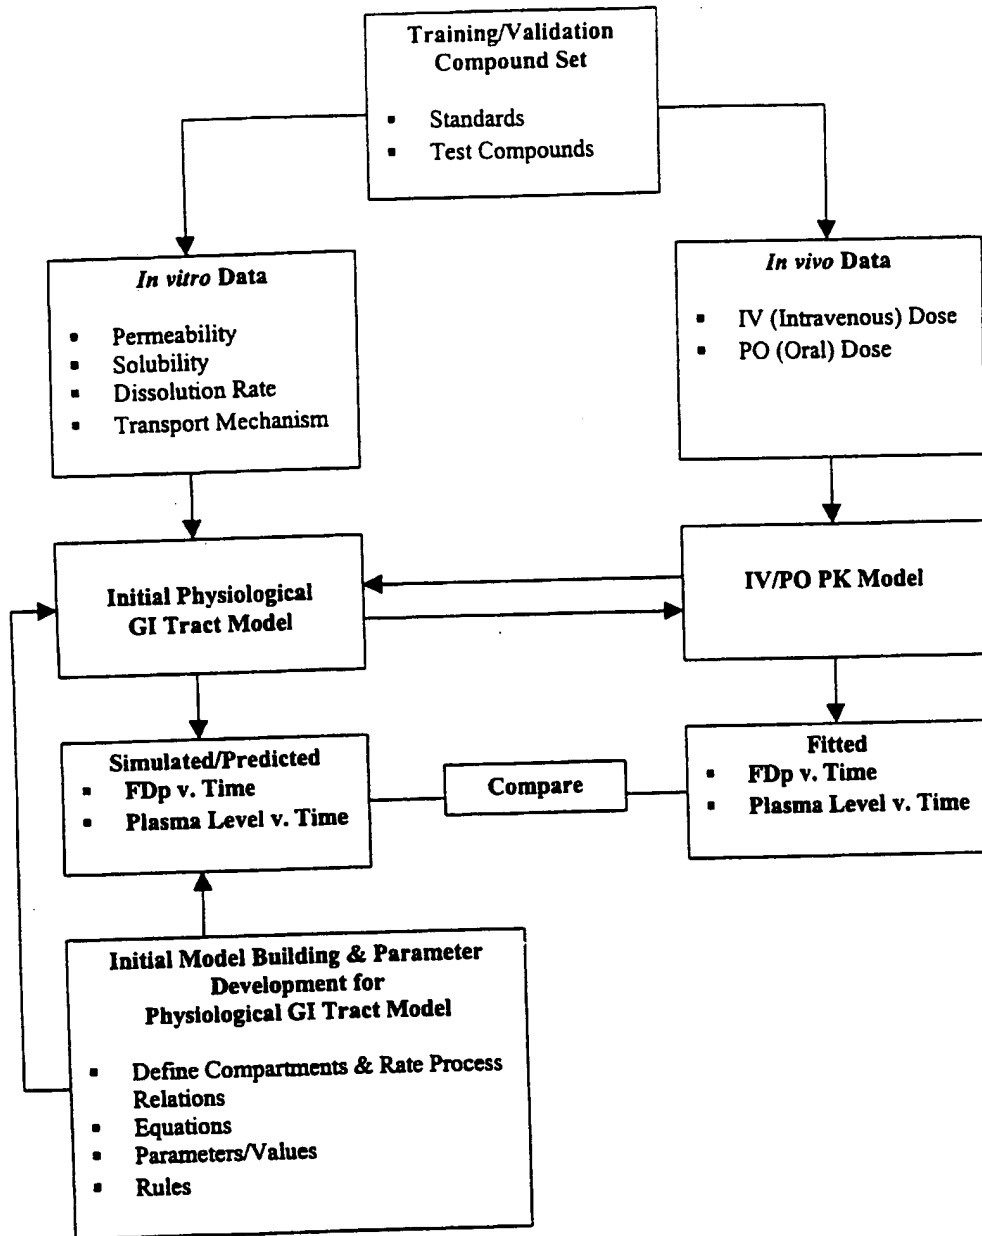 Training/Validation
Compound Set
▪ Standards
▪ Test Compounds
In vitro Data
▪ Permeability
▪ Solubility
▪ Dissolution Rate
▪ Transport Mechanism
In vivo Data
▪ IV (Intravenous) Dose
▪ PO (Oral) Dose
Initial Physiological
GI Tract Model
IV/PO PK Model
Simulated/Predicted
▪ FDp v. Time
▪ Plasma Level v. Time
Compare
Fitted
▪ FDp v. Time
▪ Plasma Level v. Time
Initial Model Building & Parameter
Development for
Physiological GI Tract Model
▪ Define Compartments & Rate Process
Relations
▪ Equations
▪ Parameters/Values
▪ Rules